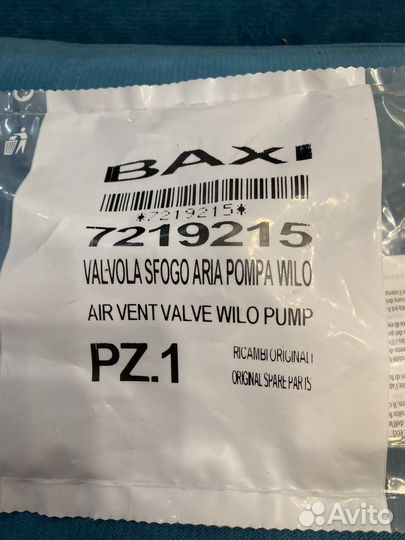 BAXI
*7219215*
7219215
VALVOLA SFOGO ARIA POMPA WILO
AIR VENT VALVE WILO PUMP
PZ.1
RICAMBI ORIGINALI
ORIGINAL SPARE PARTS
Avito